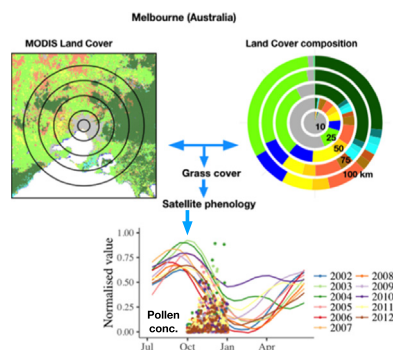 Melbourne (Australia)
MODIS Land Cover
Land Cover composition
10
25
50
75
100 km
Grass cover
Satellite phenology
Normalised value
1.00
0.75
0.50
0.25
0.00
Pollen
conc.
Jul
Oct
Jan
Apr
2002
2003
2004
2005
2006
2007
2008
2009
2010
2011
2012